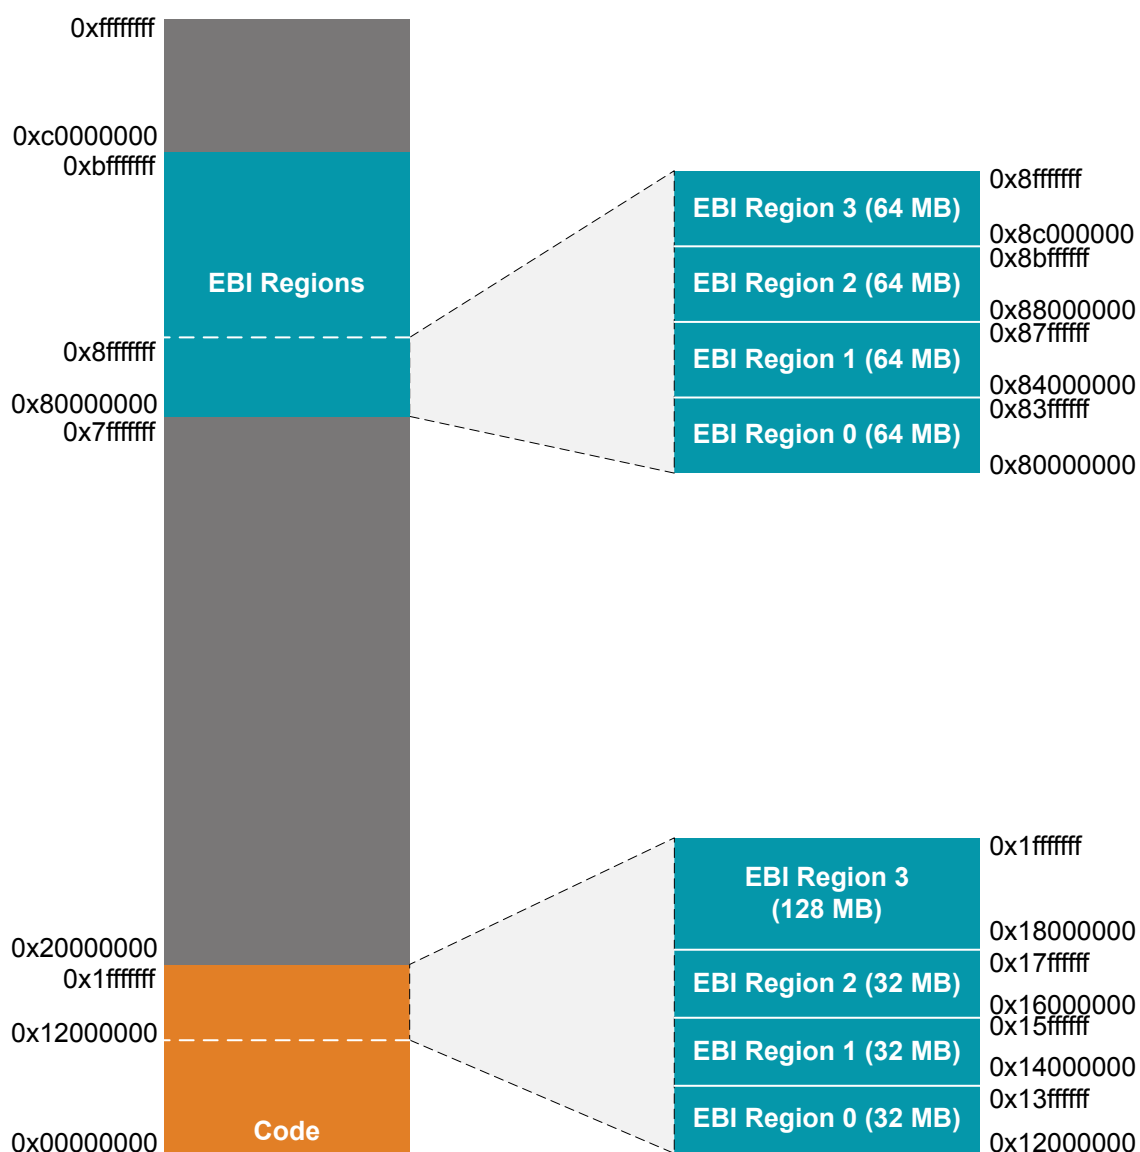 0xffffffff
0xc0000000
0xbfffffff
EBI Regions
0x8fffffff
0x80000000
0x7fffffff
0x20000000
0x1fffffff
0x12000000
Code
0x00000000
EBI Region 3 (64 MB)
0x8fffffff
0x8c000000
EBI Region 2 (64 MB)
0x8bffffff
0x88000000
EBI Region 1 (64 MB)
0x87ffffff
0x84000000
EBI Region 0 (64 MB)
0x83ffffff
0x80000000
EBI Region 3
(128 MB)
0x1fffffff
0x18000000
EBI Region 2 (32 MB)
0x17ffffff
0x16000000
EBI Region 1 (32 MB)
0x15ffffff
0x14000000
EBI Region 0 (32 MB)
0x13ffffff
0x12000000